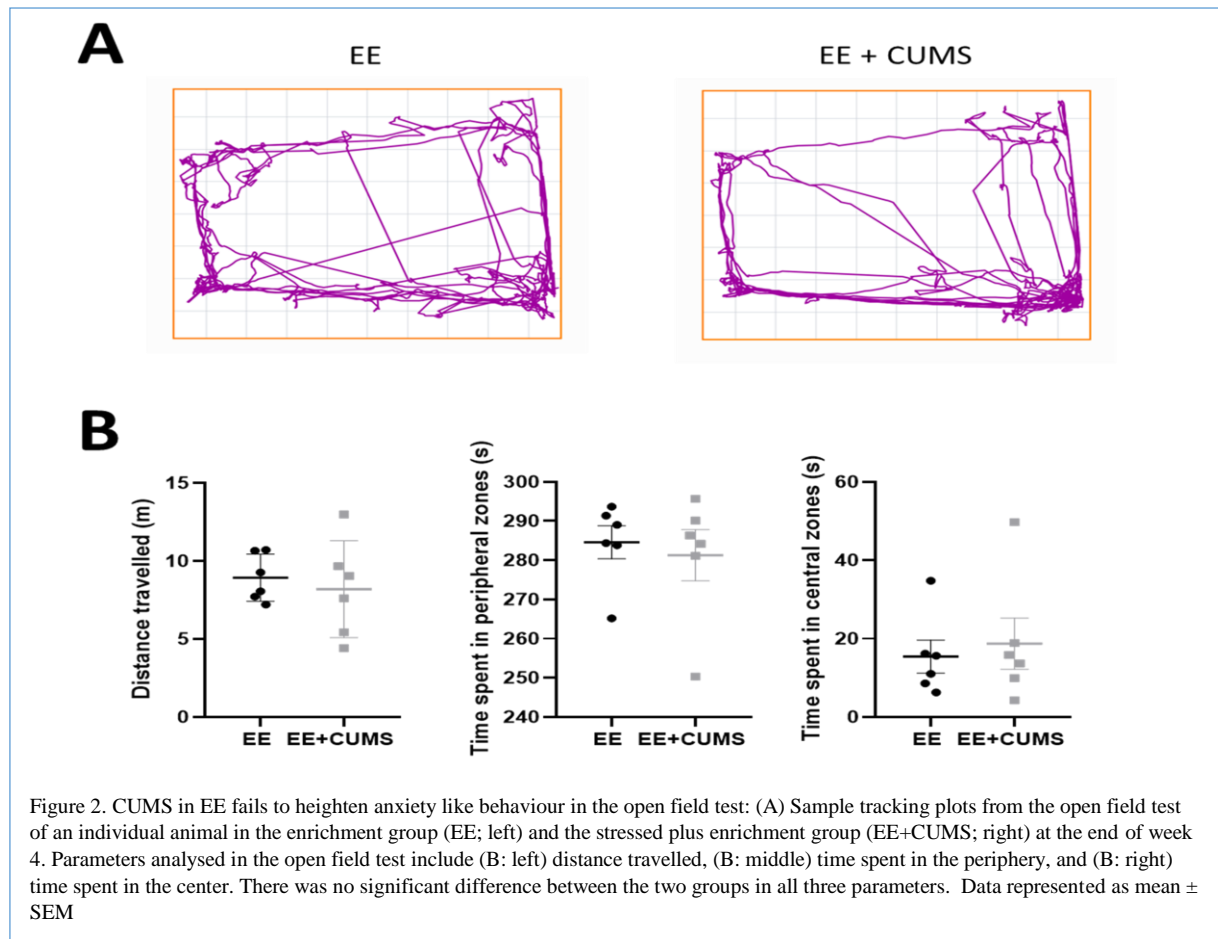 A
EE
EE + CUMS
B
Distance travelled (m)
15
10
5
0
EE EE+CUMS
Time spent in peripheral zones (s)
300
290
280
270
260
250
240
EE EE+CUMS
Time spent in central zones (s)
60
40
20
0
EE EE+CUMS
Figure 2. CUMS in EE fails to heighten anxiety like behaviour in the open field test: (A) Sample tracking plots from the open field test
of an individual animal in the enrichment group (EE; left) and the stressed plus enrichment group (EE+CUMS; right) at the end of week
4. Parameters analysed in the open field test include (B: left) distance travelled, (B: middle) time spent in the periphery, and (B: right)
time spent in the center. There was no significant difference between the two groups in all three parameters. Data represented as mean ±
SEM